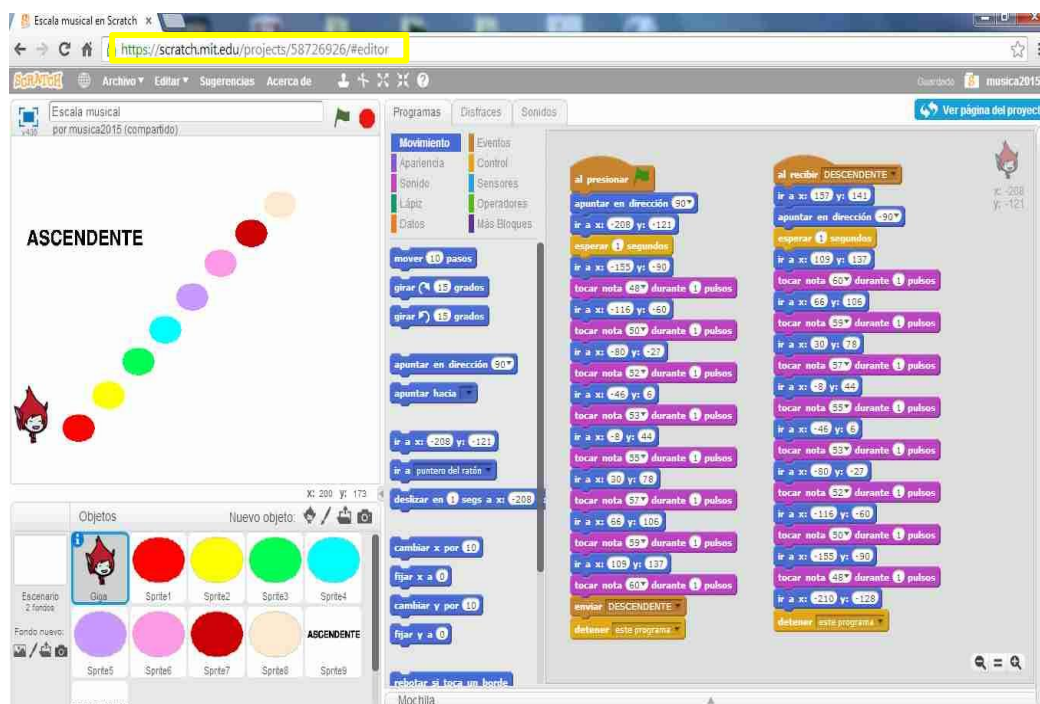 Escala musical en Scratch
https://scratch.mit.edu/projects/58726926/#editor
SCRATCH Archivo Editar Sugerencias Acerca de
Guardado musica2015
Escala musical
por musica2015 (compartido)
v436
ASCENDENTE
X: 200 y: 173
Objetos Nuevo objeto:
Escenario
2 fondos
Fondo nuevo:
Giga Sprite1 Sprite2 Sprite3 Sprite4
ASCENDENTE
Sprite5 Sprite6 Sprite7 Sprite8 Sprite9
Programas Disfraces Sonidos
Ver página del proyect
Movimiento Eventos
Apariencia Control
Sonido Sensores
Lápiz Operadores
Datos Más Bloques
mover 10 pasos
girar 15 grados
girar 15 grados
apuntar en dirección 90
apuntar hacia
ir a x: -208 y: -121
ir a puntero del ratón
deslizar en 1 segs a x: -208
cambiar x por 10
fijar x a 0
cambiar y por 10
fijar y a 0
rebotar si toca un borde
al presionar
apuntar en dirección 90
ir a x: -208 y: -121
esperar 1 segundos
ir a x: -155 y: -90
tocar nota 48 durante 1 pulsos
ir a x: -116 y: -60
tocar nota 50 durante 1 pulsos
ir a x: -80 y: -27
tocar nota 52 durante 1 pulsos
ir a x: -46 y: 6
tocar nota 53 durante 1 pulsos
ir a x: -8 y: 44
tocar nota 55 durante 1 pulsos
ir a x: 30 y: 78
tocar nota 57 durante 1 pulsos
ir a x: 66 y: 106
tocar nota 59 durante 1 pulsos
ir a x: 109 y: 137
tocar nota 60 durante 1 pulsos
enviar DESCENDENTE
detener este programa
al recibir DESCENDENTE
ir a x: 157 y: 141
apuntar en dirección -90
esperar 1 segundos
ir a x: 109 y: 137
tocar nota 60 durante 1 pulsos
ir a x: 66 y: 106
tocar nota 59 durante 1 pulsos
ir a x: 30 y: 78
tocar nota 57 durante 1 pulsos
ir a x: -8 y: 44
tocar nota 55 durante 1 pulsos
ir a x: -46 y: 6
tocar nota 53 durante 1 pulsos
ir a x: -80 y: -27
tocar nota 52 durante 1 pulsos
ir a x: -116 y: -60
tocar nota 50 durante 1 pulsos
ir a x: -155 y: -90
tocar nota 48 durante 1 pulsos
ir a x: -210 y: -128
detener este programa
x: -208
y: -121
Mochila